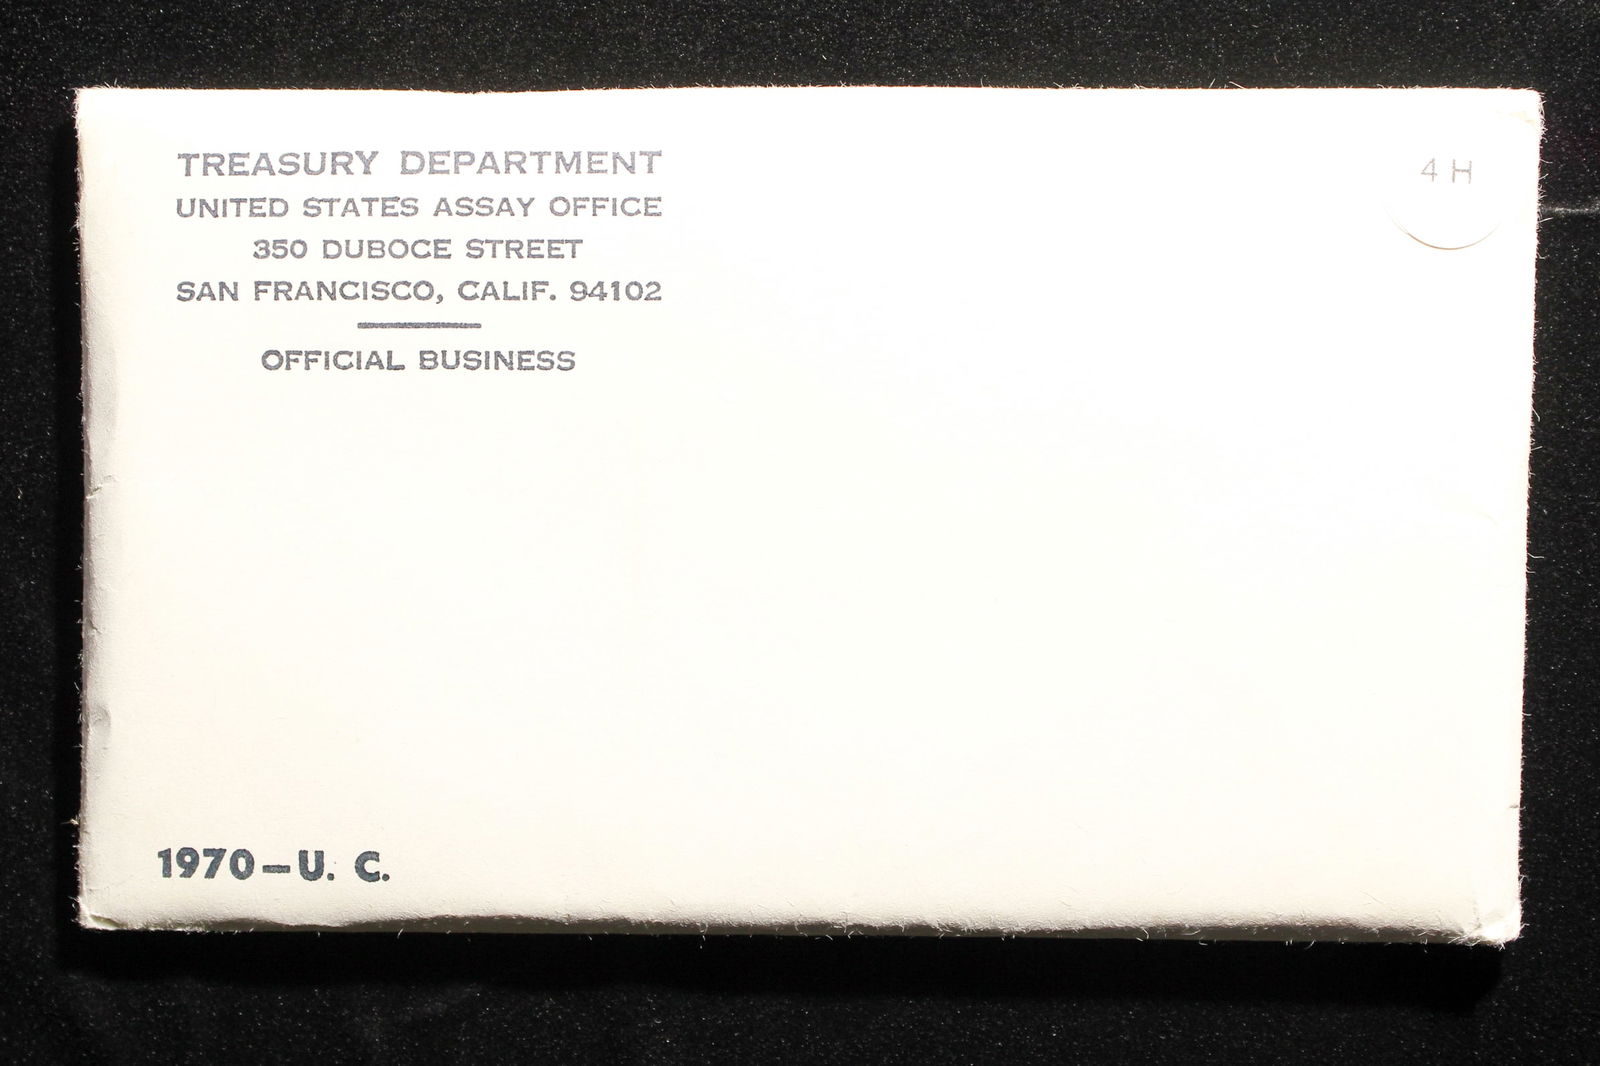 TREASURY DEPARTMENT
UNITED STATES ASSAY OFFICE
350 DUBOCE STREET
SAN FRANCISCO, CALIF. 94102
OFFICIAL BUSINESS
4 H
1970—U. C.